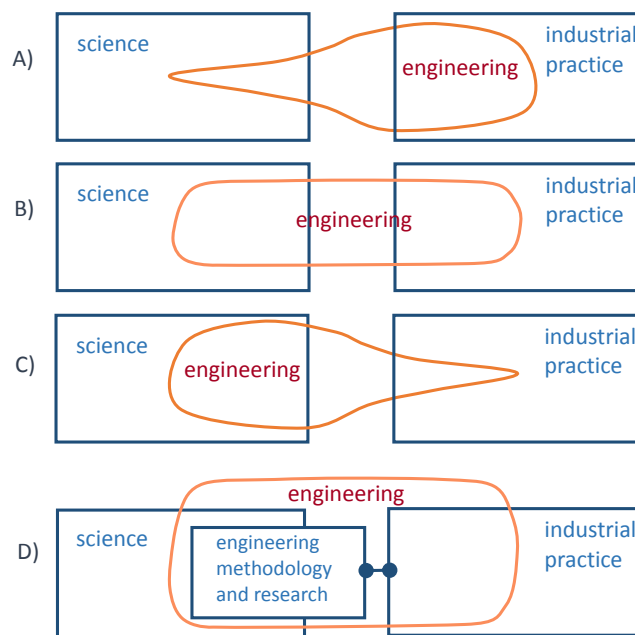 A)
science
engineering
industrial
practice
B)
science
engineering
industrial
practice
C)
science
engineering
industrial
practice
D)
engineering
science
engineering
methodology
and research
industrial
practice